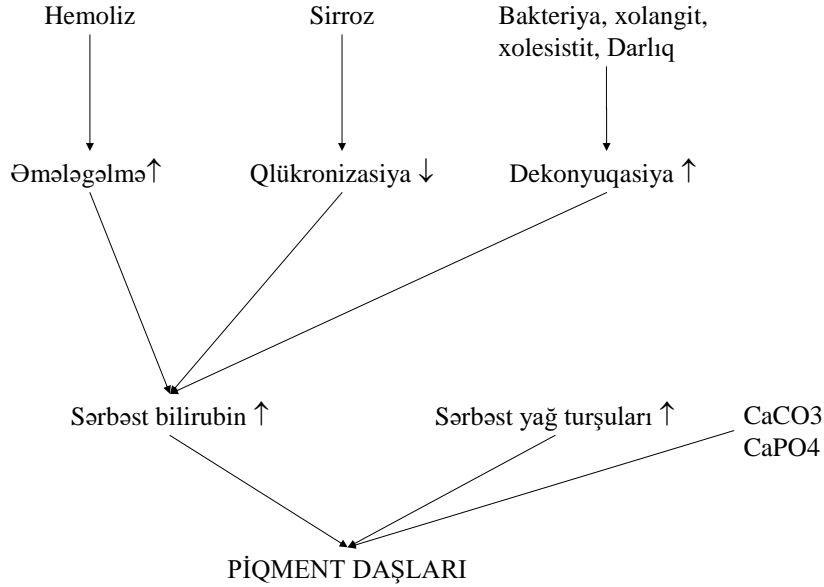 Hemoliz
Sirroz
Bakteriya, xolangit,
xolesistit, Darlıq
Əmələgəlmə↑
Qlükronizasiya ↓
Dekonyuqasiya ↑
Sərbəst bilirubin ↑
Sərbəst yağ turşuları ↑
CaCO3
CaPO4
PİQMENT DAŞLARI